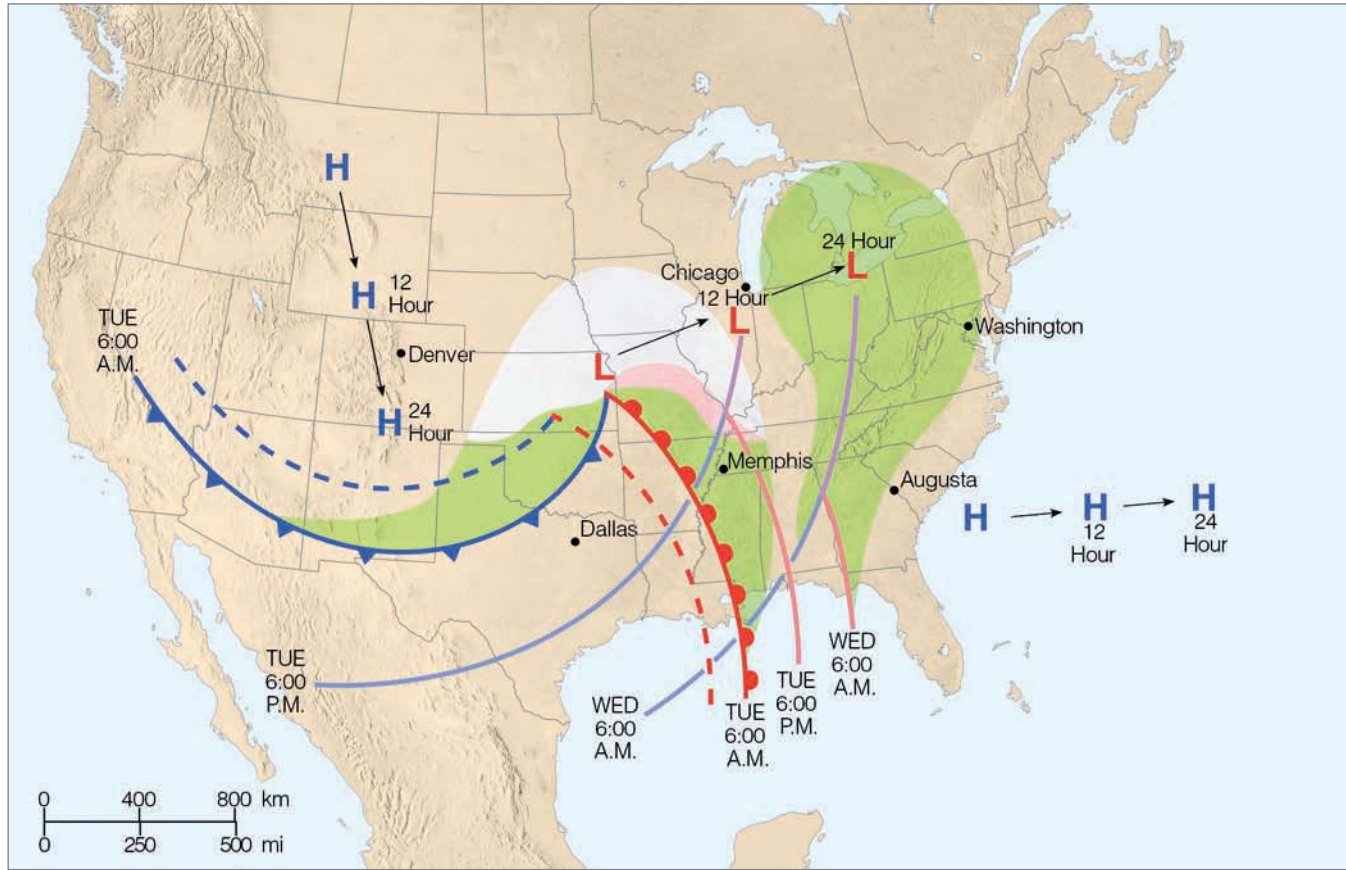 H
H 12
Hour
H 24
Hour
TUE
6:00
A.M.
Denver
L
Chicago
12 Hour
L
24 Hour
L
Washington
Memphis
Augusta
Dallas
H
H
12
Hour
H
24
Hour
TUE
6:00
P.M.
WED
6:00
A.M.
TUE
6:00
A.M.
TUE
6:00
P.M.
WED
6:00
A.M.
0 400 800 km
0 250 500 mi